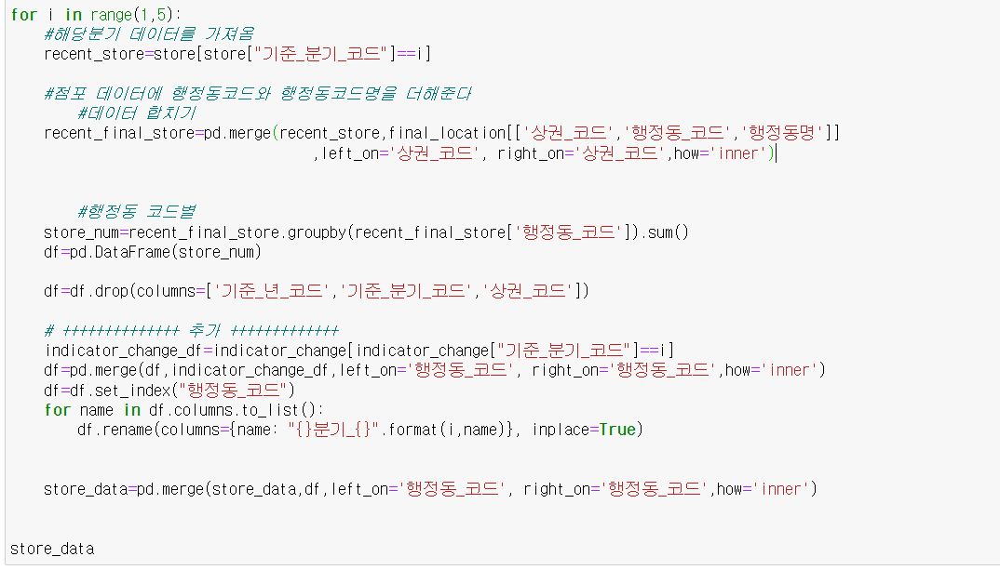 for i in range(1,5):
#해당분기 데이터를 가져옴
recent_store=store[store["기준_분기_코드"]==i]
#점포 데이터에 행정동코드와 행정동코드명을 더해준다
#데이터 합치기
recent_final_store=pd.merge(recent_store,final_location[['상권_코드','행정동_코드','행정동명']]
,left_on='상권_코드', right_on='상권_코드',how='inner')
#행정동 코드별
store_num=recent_final_store.groupby(recent_final_store['행정동_코드']).sum()
df=pd.DataFrame(store_num)
df=df.drop(columns=['기준_년_코드','기준_분기_코드','상권_코드'])
# ++++++++++++++ 추가 +++++++++++++
indicator_change_df=indicator_change[indicator_change["기준_분기_코드"]==i]
df=pd.merge(df,indicator_change_df,left_on='행정동_코드', right_on='행정동_코드',how='inner')
df=df.set_index("행정동_코드")
for name in df.columns.to_list():
df.rename(columns={name: "{}분기_{}".format(i,name)}, inplace=True)
store_data=pd.merge(store_data,df,left_on='행정동_코드', right_on='행정동_코드',how='inner')
store_data